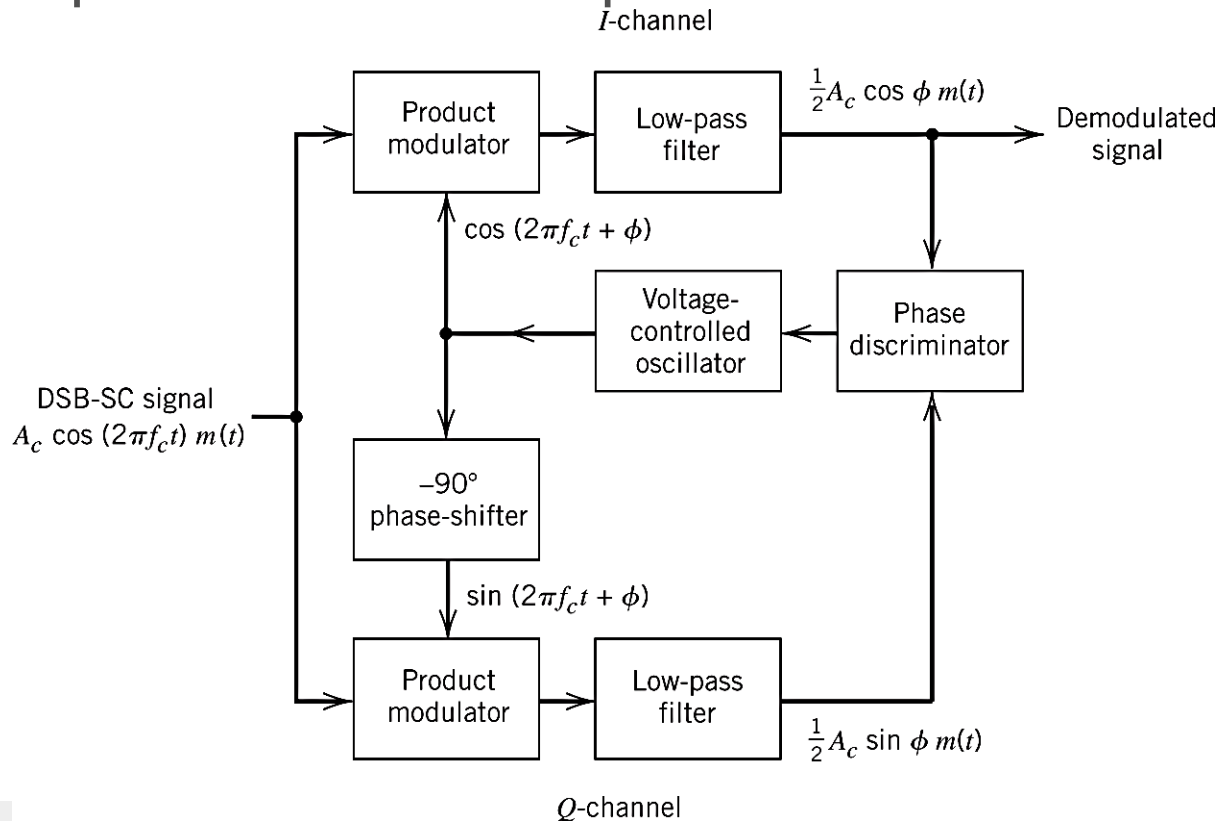 I-channel
Product
modulator
Low-pass
filter
½A_c cos ϕ m(t)
Demodulated
signal
cos (2πf_ct + ϕ)
Voltage-
controlled
oscillator
Phase
discriminator
DSB-SC signal
A_c cos (2πf_ct) m(t)
–90°
phase-shifter
sin (2πf_ct + ϕ)
Product
modulator
Low-pass
filter
½A_c sin ϕ m(t)
Q-channel